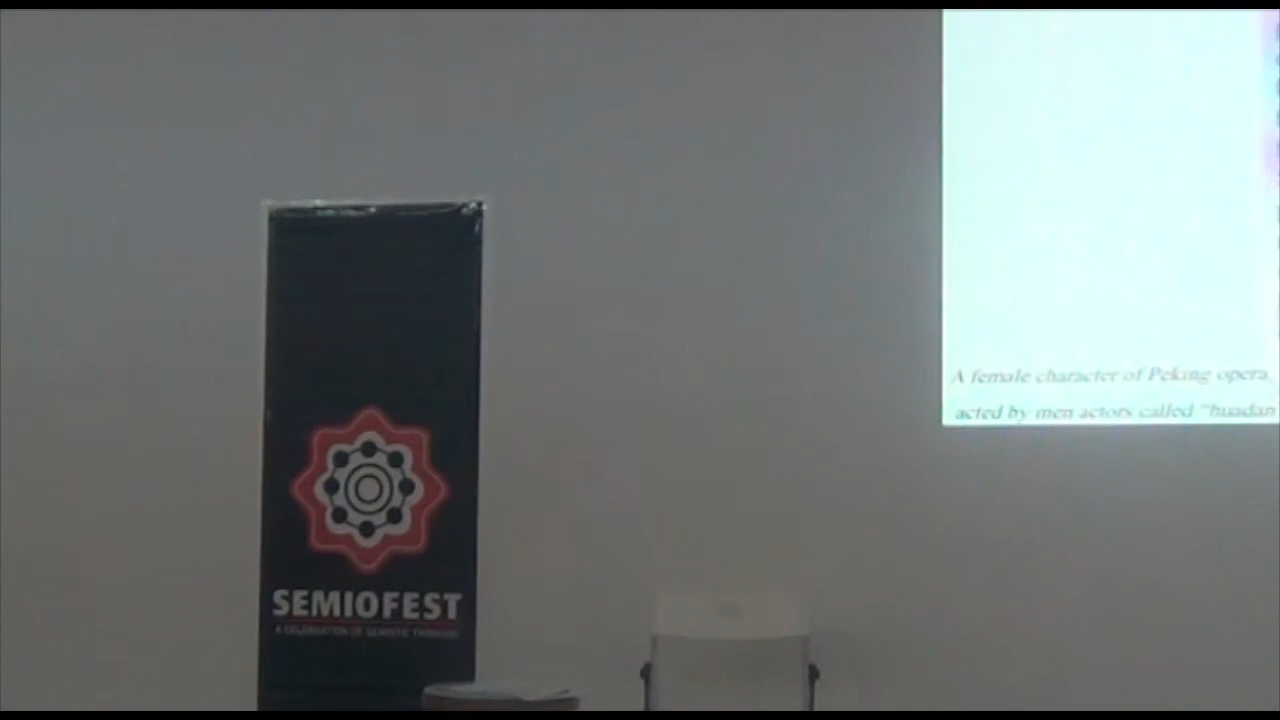 SEMIOFEST
A CELEBRATION OF SEMIOTIC THINKING
A female character of Peking opera
acted by men actors called "huadan